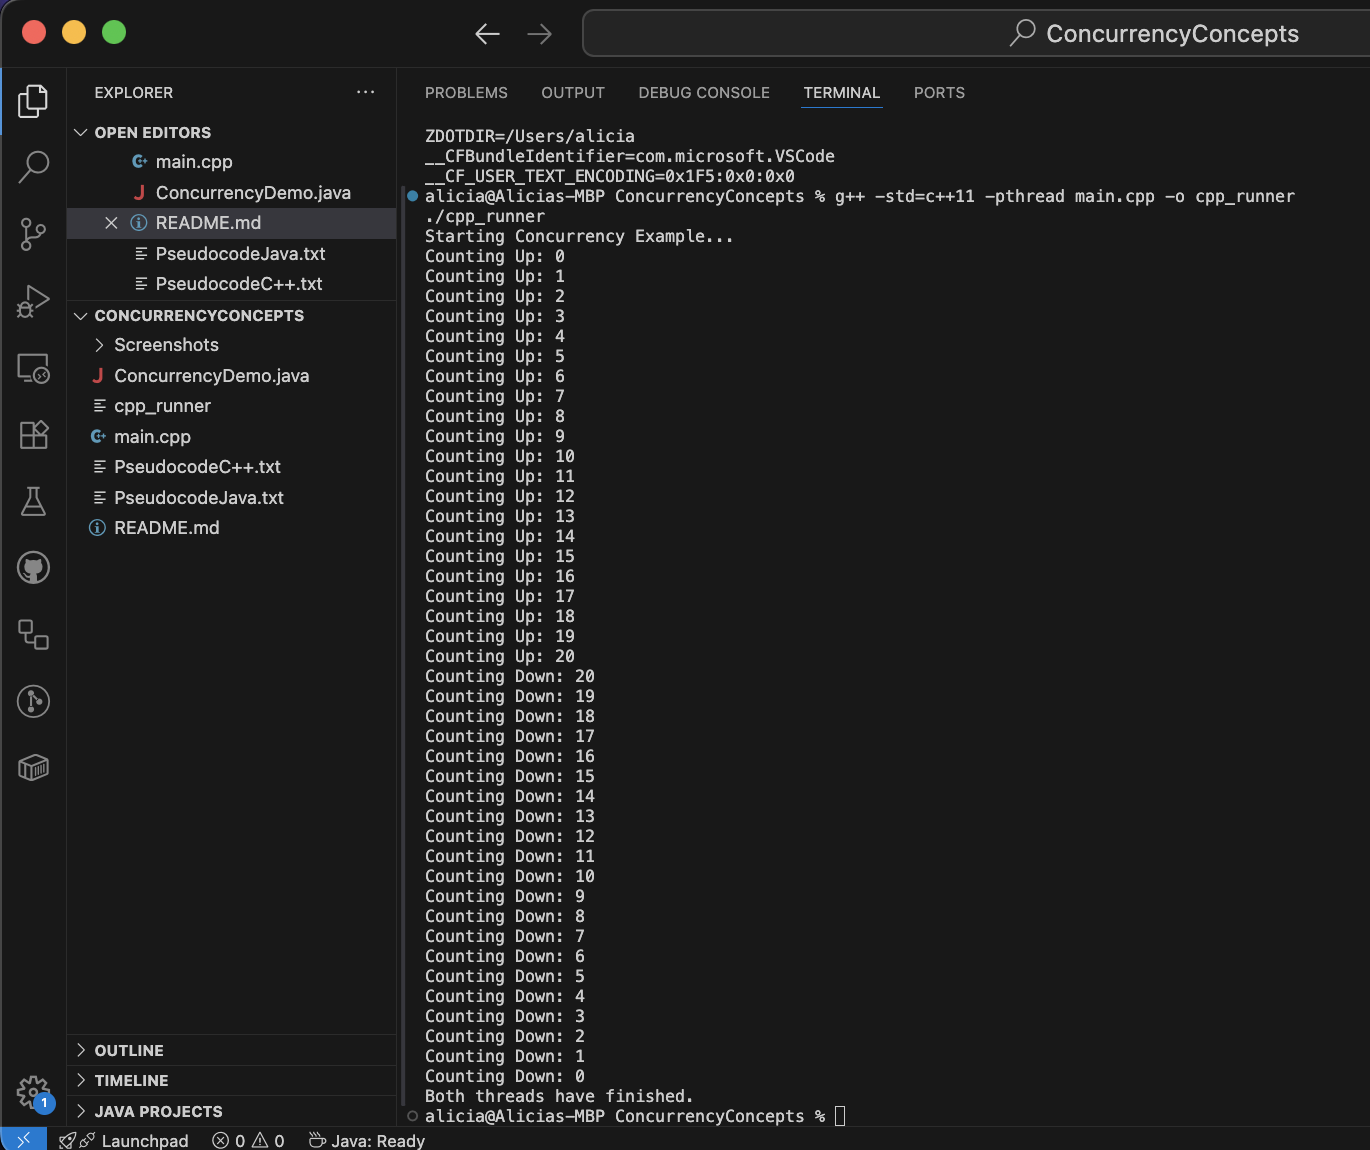 ConcurrencyConcepts
EXPLORER
OPEN EDITORS
main.cpp
J ConcurrencyDemo.java
README.md
PseudocodeJava.txt
PseudocodeC++.txt
CONCURRENCYCONCEPTS
Screenshots
J ConcurrencyDemo.java
cpp_runner
main.cpp
PseudocodeC++.txt
PseudocodeJava.txt
README.md
OUTLINE
TIMELINE
JAVA PROJECTS
PROBLEMS OUTPUT DEBUG CONSOLE TERMINAL PORTS
ZDOTDIR=/Users/alicia
__CFBundleIdentifier=com.microsoft.VSCode
__CF_USER_TEXT_ENCODING=0x1F5:0x0:0x0
alicia@Alicias-MBP ConcurrencyConcepts % g++ -std=c++11 -pthread main.cpp -o cpp_runner
./cpp_runner
Starting Concurrency Example...
Counting Up: 0
Counting Up: 1
Counting Up: 2
Counting Up: 3
Counting Up: 4
Counting Up: 5
Counting Up: 6
Counting Up: 7
Counting Up: 8
Counting Up: 9
Counting Up: 10
Counting Up: 11
Counting Up: 12
Counting Up: 13
Counting Up: 14
Counting Up: 15
Counting Up: 16
Counting Up: 17
Counting Up: 18
Counting Up: 19
Counting Up: 20
Counting Down: 20
Counting Down: 19
Counting Down: 18
Counting Down: 17
Counting Down: 16
Counting Down: 15
Counting Down: 14
Counting Down: 13
Counting Down: 12
Counting Down: 11
Counting Down: 10
Counting Down: 9
Counting Down: 8
Counting Down: 7
Counting Down: 6
Counting Down: 5
Counting Down: 4
Counting Down: 3
Counting Down: 2
Counting Down: 1
Counting Down: 0
Both threads have finished.
alicia@Alicias-MBP ConcurrencyConcepts %
1
Launchpad 0 0 Java: Ready